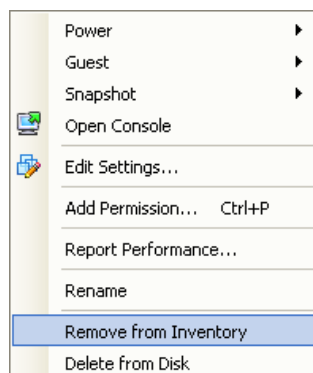 Power
Guest
Snapshot
Open Console
Edit Settings...
Add Permission... Ctrl+P
Report Performance...
Rename
Remove from Inventory
Delete from Disk